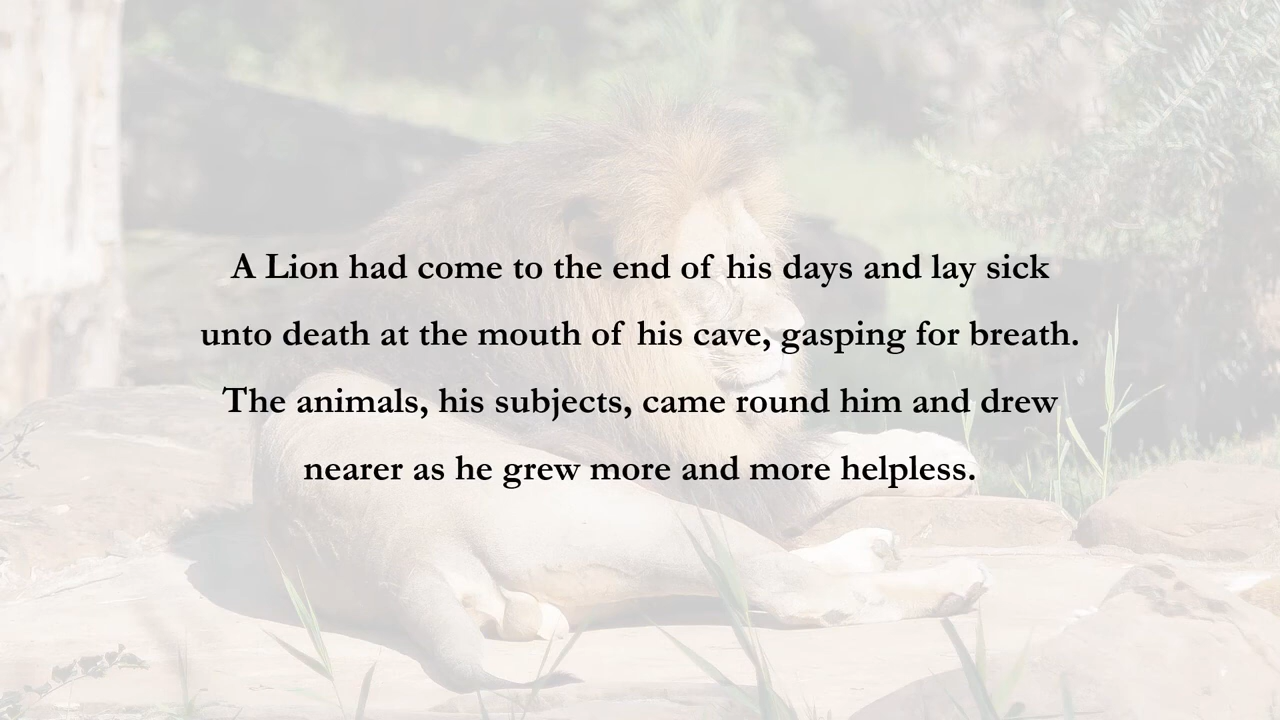 A Lion had come to the end of his days and lay sick
unto death at the mouth of his cave, gasping for breath.
The animals, his subjects, came round him and drew
nearer as he grew more and more helpless.